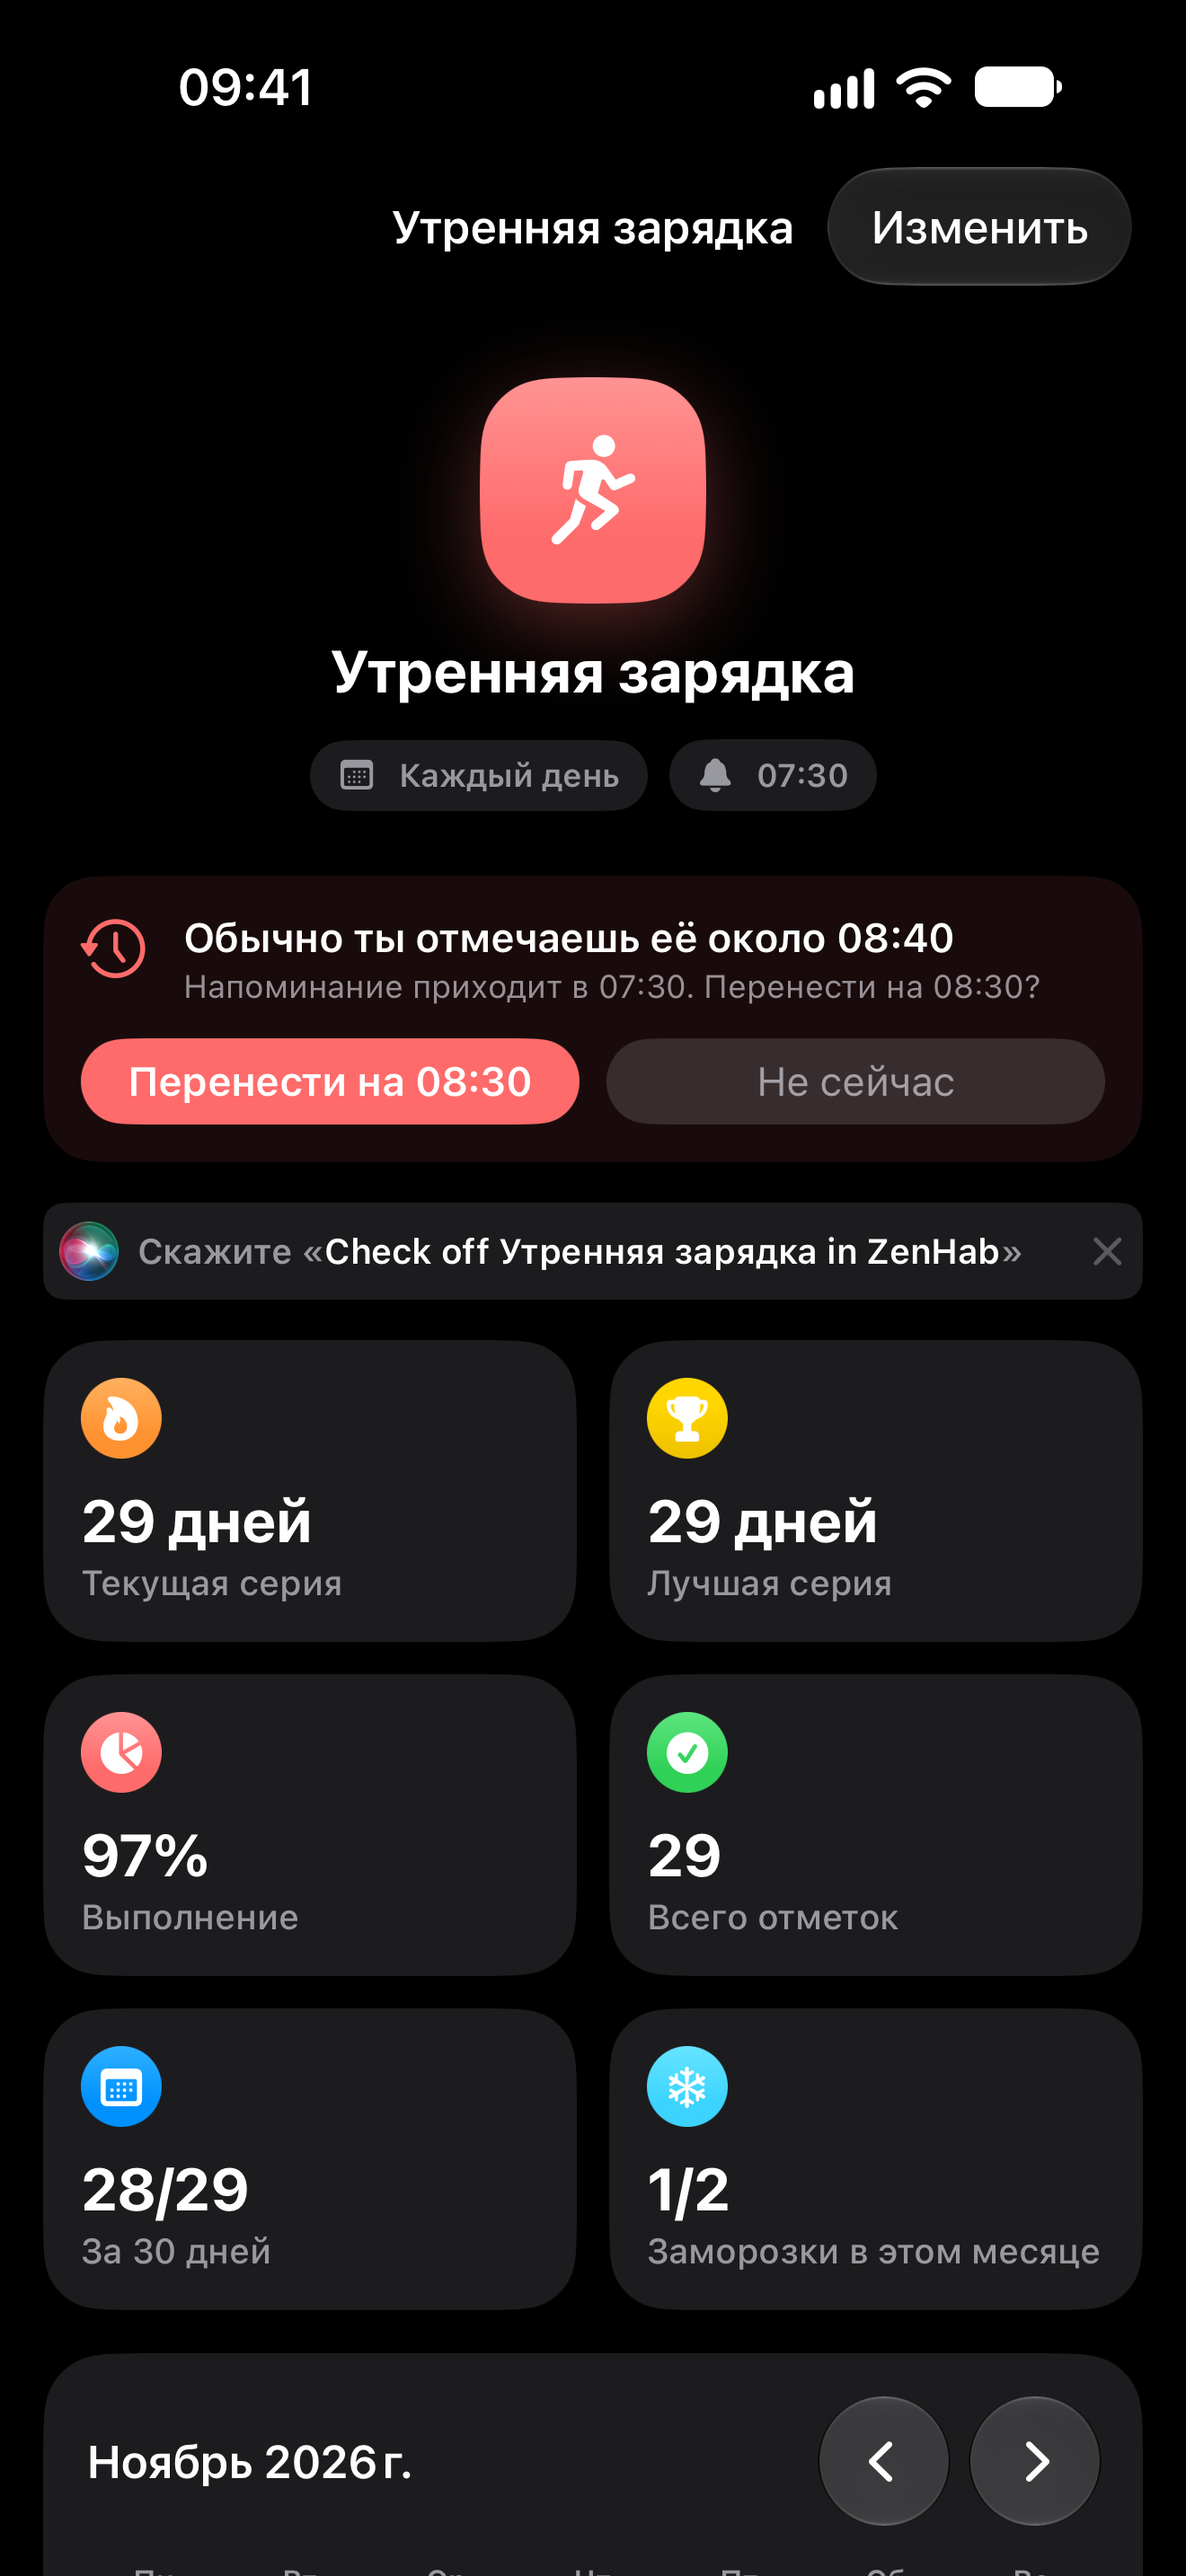 09:41
Утренняя зарядка
Изменить
Утренняя зарядка
Каждый день
07:30
Обычно ты отмечаешь её около 08:40
Напоминание приходит в 07:30. Перенести на 08:30?
Перенести на 08:30
Не сейчас
Скажите «Check off Утренняя зарядка in ZenHab»
29 дней
Текущая серия
29 дней
Лучшая серия
97%
Выполнение
29
Всего отметок
28/29
За 30 дней
1/2
Заморозки в этом месяце
Ноябрь 2026 г.